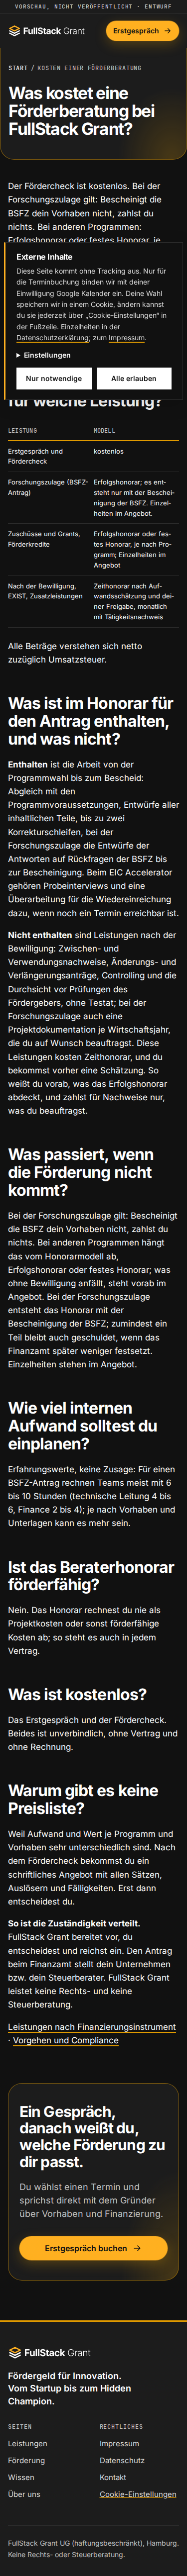 VORSCHAU, NICHT VERÖFFENTLICHT · ENTWURF
FullStack Grant
Erstgespräch →
START / KOSTEN EINER FÖRDERBERATUNG
Was kostet eine
Förderberatung bei
FullStack Grant?
Der Fördercheck ist kostenlos. Bei der
Forschungszulage gilt: Bescheinigt die
BSFZ dein Vorhaben nicht, zahlst du
nichts. Bei anderen Programmen:
Erfolgshonorar oder festes Honorar, je
Externe Inhalte
Diese Seite kommt ohne Tracking aus. Nur für
die Terminbuchung binden wir mit deiner
Einwilligung Google Kalender ein. Deine Wahl
speichern wir in einem Cookie, ändern kannst
du sie jederzeit über „Cookie-Einstellungen“ in
der Fußzeile. Einzelheiten in der
Datenschutzerklärung; zum Impressum.
▸ Einstellungen
Nur notwendige
Alle erlauben
für welche Leistung?
LEISTUNG
MODELL
Erstgespräch und
Fördercheck
kostenlos
Forschungszulage (BSFZ-
Antrag)
Erfolgshonorar; es ent-
steht nur mit der Beschei-
nigung der BSFZ. Einzel-
heiten im Angebot.
Zuschüsse und Grants,
Förderkredite
Erfolgshonorar oder fes-
tes Honorar, je nach Pro-
gramm; Einzelheiten im
Angebot
Nach der Bewilligung,
EXIST, Zusatzleistungen
Zeithonorar nach Auf-
wandsschätzung und dei-
ner Freigabe, monatlich
mit Tätigkeitsnachweis
Alle Beträge verstehen sich netto
zuzüglich Umsatzsteuer.
Was ist im Honorar für
den Antrag enthalten,
und was nicht?
Enthalten ist die Arbeit von der
Programmwahl bis zum Bescheid:
Abgleich mit den
Programmvoraussetzungen, Entwürfe aller
inhaltlichen Teile, bis zu zwei
Korrekturschleifen, bei der
Forschungszulage die Entwürfe der
Antworten auf Rückfragen der BSFZ bis
zur Bescheinigung. Beim EIC Accelerator
gehören Probeinterviews und eine
Überarbeitung für die Wiedereinreichung
dazu, wenn noch ein Termin erreichbar ist.
Nicht enthalten sind Leistungen nach der
Bewilligung: Zwischen- und
Verwendungsnachweise, Änderungs- und
Verlängerungsanträge, Controlling und die
Durchsicht vor Prüfungen des
Fördergebers, ohne Testat; bei der
Forschungszulage auch eine
Projektdokumentation je Wirtschaftsjahr,
die du auf Wunsch beauftragst. Diese
Leistungen kosten Zeithonorar, und du
bekommst vorher eine Schätzung. So
weißt du vorab, was das Erfolgshonorar
abdeckt, und zahlst für Nachweise nur,
was du beauftragst.
Was passiert, wenn
die Förderung nicht
kommt?
Bei der Forschungszulage gilt: Bescheinigt
die BSFZ dein Vorhaben nicht, zahlst du
nichts. Bei anderen Programmen hängt
das vom Honorarmodell ab,
Erfolgshonorar oder festes Honorar; was
ohne Bewilligung anfällt, steht vorab im
Angebot. Bei der Forschungszulage
entsteht das Honorar mit der
Bescheinigung der BSFZ; zumindest ein
Teil bleibt auch geschuldet, wenn das
Finanzamt später weniger festsetzt.
Einzelheiten stehen im Angebot.
Wie viel internen
Aufwand solltest du
einplanen?
Erfahrungswerte, keine Zusage: Für einen
BSFZ-Antrag rechnen Teams meist mit 6
bis 10 Stunden (technische Leitung 4 bis
6, Finance 2 bis 4); je nach Vorhaben und
Unterlagen kann es mehr sein.
Ist das Beraterhonorar
förderfähig?
Nein. Das Honorar rechnest du nie als
Projektkosten oder sonst förderfähige
Kosten ab; so steht es auch in jedem
Vertrag.
Was ist kostenlos?
Das Erstgespräch und der Fördercheck.
Beides ist unverbindlich, ohne Vertrag und
ohne Rechnung.
Warum gibt es keine
Preisliste?
Weil Aufwand und Wert je Programm und
Vorhaben sehr unterschiedlich sind. Nach
dem Fördercheck bekommst du ein
schriftliches Angebot mit allen Sätzen,
Auslösern und Fälligkeiten. Erst dann
entscheidest du.
So ist die Zuständigkeit verteilt.
FullStack Grant bereitet vor, du
entscheidest und reichst ein. Den Antrag
beim Finanzamt stellt dein Unternehmen
bzw. dein Steuerberater. FullStack Grant
leistet keine Rechts- und keine
Steuerberatung.
Leistungen nach Finanzierungsinstrument
· Vorgehen und Compliance
Ein Gespräch,
danach weißt du,
welche Förderung zu
dir passt.
Du wählst einen Termin und
sprichst direkt mit dem Gründer
über Vorhaben und Finanzierung.
Erstgespräch buchen →
FullStack Grant
Fördergeld für Innovation.
Vom Startup bis zum Hidden
Champion.
SEITEN
RECHTLICHES
Leistungen
Impressum
Förderung
Datenschutz
Wissen
Kontakt
Über uns
Cookie-Einstellungen
FullStack Grant UG (haftungsbeschränkt), Hamburg.
Keine Rechts- oder Steuerberatung.